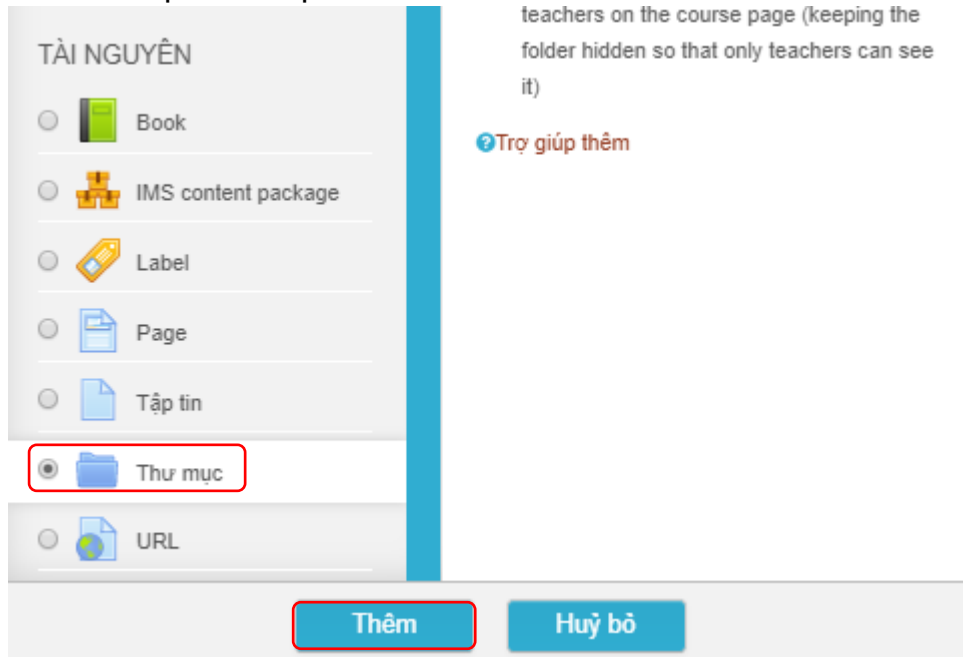 TÀI NGUYÊN
Book
IMS content package
Label
Page
Tập tin
Thư mục
URL
teachers on the course page (keeping the
folder hidden so that only teachers can see
it)
Trợ giúp thêm
Thêm
Huỷ bỏ